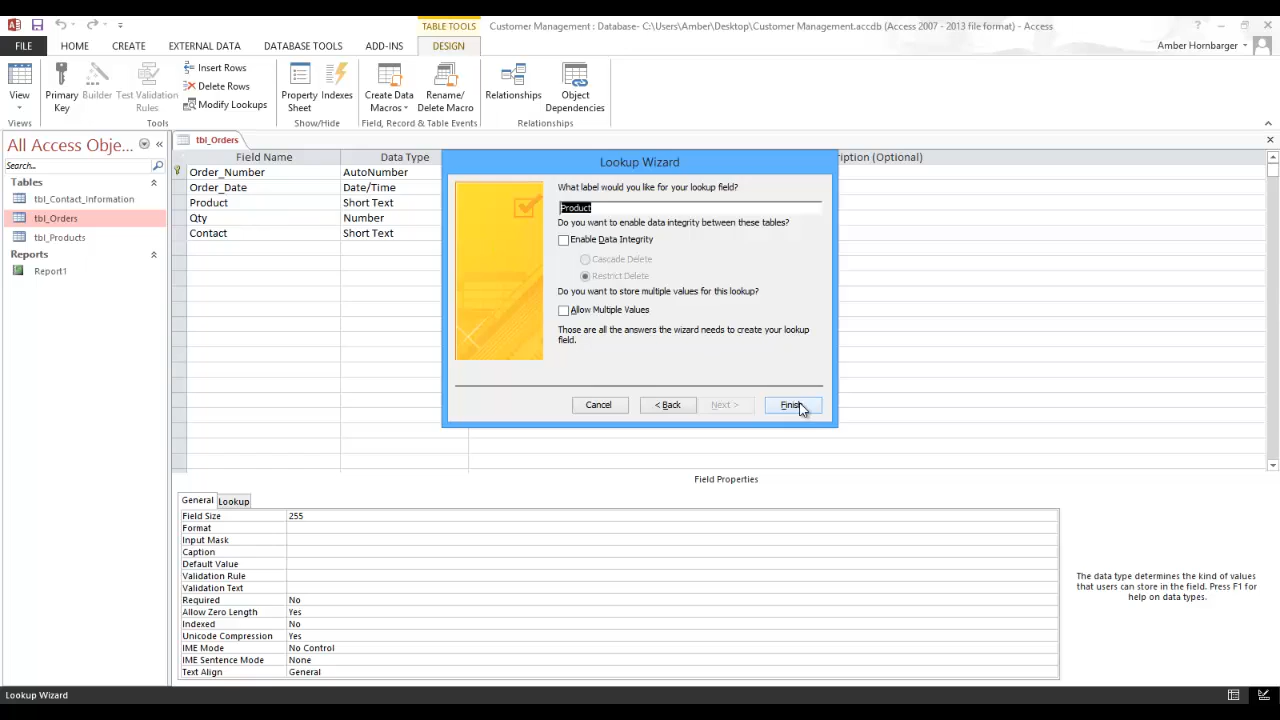 TABLE TOOLS
Customer Management : Database- C:\Users\Amber\Desktop\Customer Management.accdb (Access 2007 - 2013 file format) - Access
FILE HOME CREATE EXTERNAL DATA DATABASE TOOLS ADD-INS DESIGN
Amber Hornbarger
View
Primary Key
Builder
Test Validation Rules
Insert Rows
Delete Rows
Modify Lookups
Property Sheet
Indexes
Create Data Macros
Rename/ Delete Macro
Relationships
Object Dependencies
Views
Tools
Show/Hide
Field, Record & Table Events
Relationships
All Access Obje...
Search...
Tables
tbl_Contact_Information
tbl_Orders
tbl_Products
Reports
Report1
tbl_Orders
Field Name Data Type ription (Optional)
Order_Number AutoNumber
Order_Date Date/Time
Product Short Text
Qty Number
Contact Short Text
Lookup Wizard
What label would you like for your lookup field?
Product
Do you want to enable data integrity between these tables?
Enable Data Integrity
Cascade Delete
Restrict Delete
Do you want to store multiple values for this lookup?
Allow Multiple Values
Those are all the answers the wizard needs to create your lookup
field.
Cancel < Back Next > Finish
Field Properties
General Lookup
Field Size 255
Format
Input Mask
Caption
Default Value
Validation Rule
Validation Text
Required No
Allow Zero Length Yes
Indexed No
Unicode Compression Yes
IME Mode No Control
IME Sentence Mode None
Text Align General
The data type determines the kind of values
that users can store in the field. Press F1 for
help on data types.
Lookup Wizard